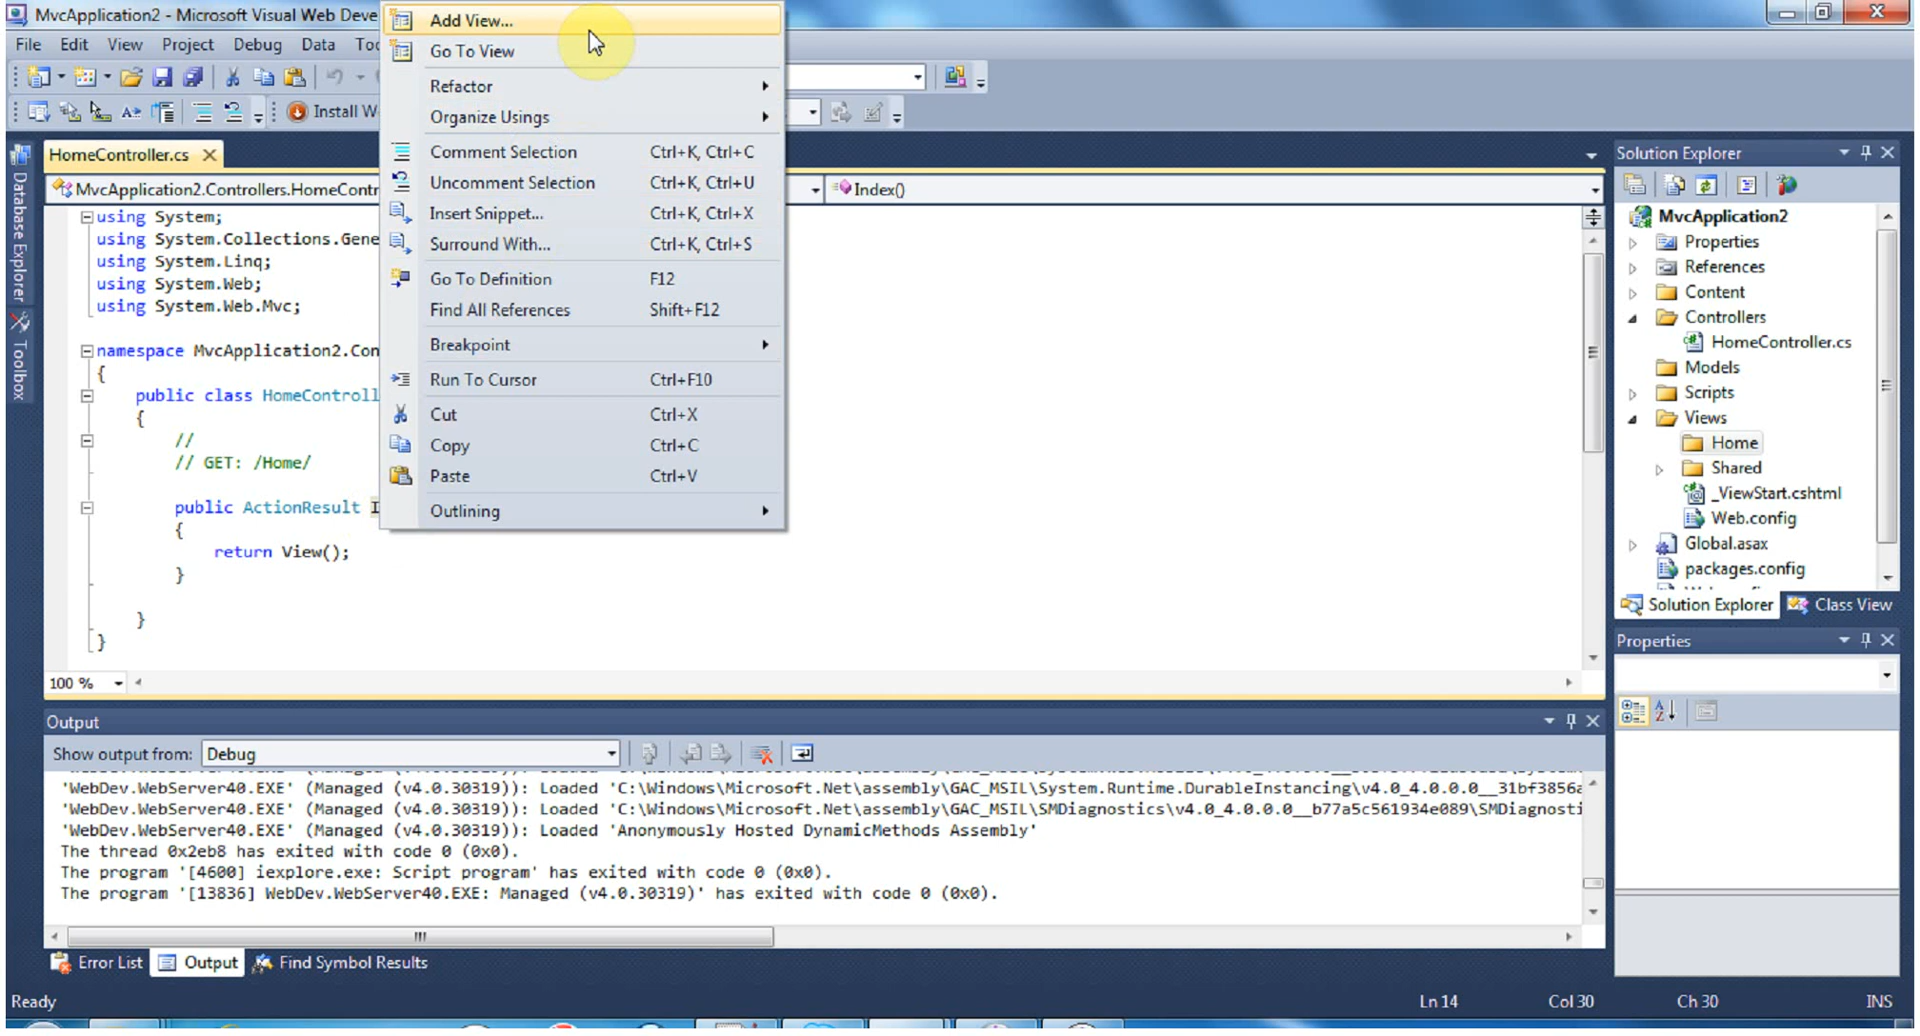 MvcApplication2 - Microsoft Visual Web Deve
File Edit View Project Debug Data
Install W
Add View...
Go To View
Refactor
Organize Usings
Comment Selection Ctrl+K, Ctrl+C
Uncomment Selection Ctrl+K, Ctrl+U
Insert Snippet... Ctrl+K, Ctrl+X
Surround With... Ctrl+K, Ctrl+S
Go To Definition F12
Find All References Shift+F12
Breakpoint
Run To Cursor Ctrl+F10
Cut Ctrl+X
Copy Ctrl+C
Paste Ctrl+V
Outlining
Database Explorer
Toolbox
HomeController.cs
MvcApplication2.Controllers.HomeContr
Index()
using System;
using System.Collections.Gene
using System.Linq;
using System.Web;
using System.Web.Mvc;
namespace MvcApplication2.Con
{
public class HomeControll
{
//
// GET: /Home/
public ActionResult I
{
return View();
}
}
}
100 %
Solution Explorer
MvcApplication2
Properties
References
Content
Controllers
HomeController.cs
Models
Scripts
Views
Home
Shared
_ViewStart.cshtml
Web.config
Global.asax
packages.config
Solution Explorer Class View
Properties
Output
Show output from: Debug
'WebDev.WebServer40.EXE' (Managed (v4.0.30319)): Loaded 'C:\Windows\Microsoft.Net\assembly\GAC_MSIL\System.Runtime.DurableInstancing\v4.0_4.0.0.0__31bf3856a
'WebDev.WebServer40.EXE' (Managed (v4.0.30319)): Loaded 'C:\Windows\Microsoft.Net\assembly\GAC_MSIL\SMDiagnostics\v4.0_4.0.0.0__b77a5c561934e089\SMDiagnosti
'WebDev.WebServer40.EXE' (Managed (v4.0.30319)): Loaded 'Anonymously Hosted DynamicMethods Assembly'
The thread 0x2eb8 has exited with code 0 (0x0).
The program '[4600] iexplore.exe: Script program' has exited with code 0 (0x0).
The program '[13836] WebDev.WebServer40.EXE: Managed (v4.0.30319)' has exited with code 0 (0x0).
Error List Output Find Symbol Results
Ready Ln 14 Col 30 Ch 30 INS